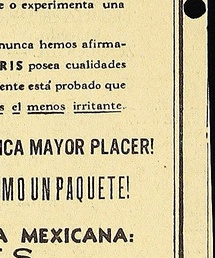 e o experimenta una
nunca hemos afirma-
RIS posea cualidades
ente está probado que
s el menos irritante.
ICA MAYOR PLACER!
MO UN PAQUETE!
A MEXICANA: